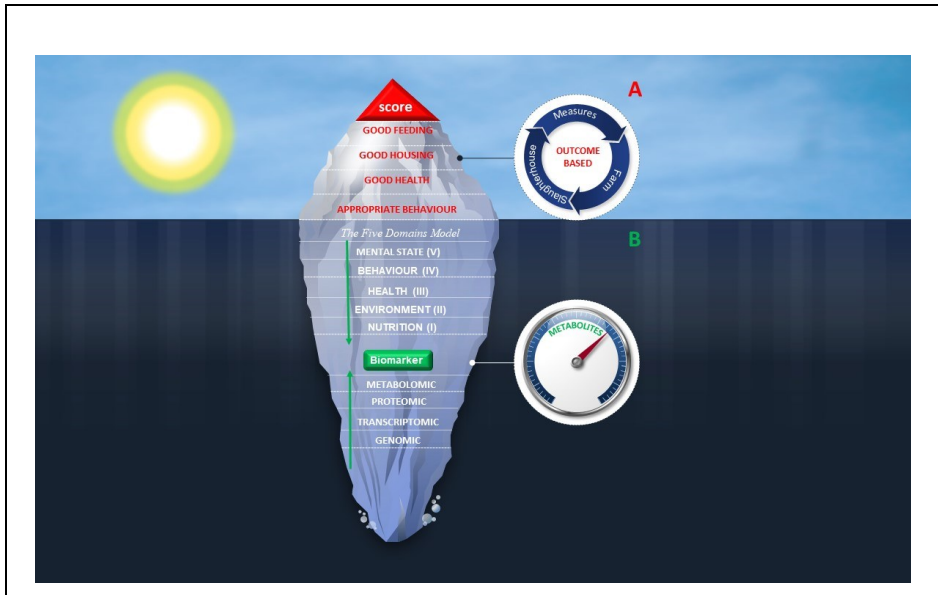 A
score
GOOD FEEDING
GOOD HOUSING
GOOD HEALTH
APPROPRIATE BEHAVIOUR
Measures
Farm
Slaughterhouse
OUTCOME
BASED
B
The Five Domains Model
MENTAL STATE (V)
BEHAVIOUR (IV)
HEALTH (III)
ENVIRONMENT (II)
NUTRITION (I)
Biomarker
METABOLOMIC
PROTEOMIC
TRANSCRIPTOMIC
GENOMIC
METABOLITES